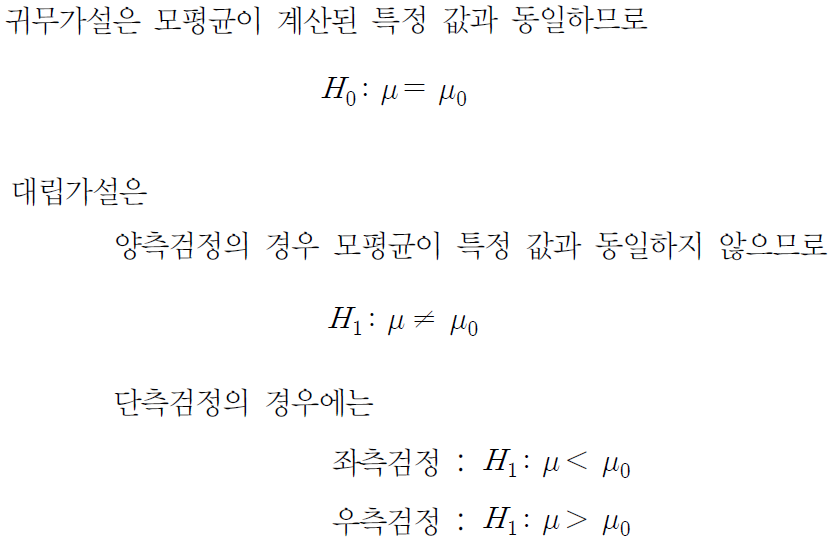 귀무가설은 모평균이 계산된 특정 값과 동일하므로
H₀: μ = μ₀
대립가설은
양측검정의 경우 모평균이 특정 값과 동일하지 않으므로
H₁: μ ≠ μ₀
단측검정의 경우에는
좌측검정 : H₁: μ < μ₀
우측검정 : H₁: μ > μ₀